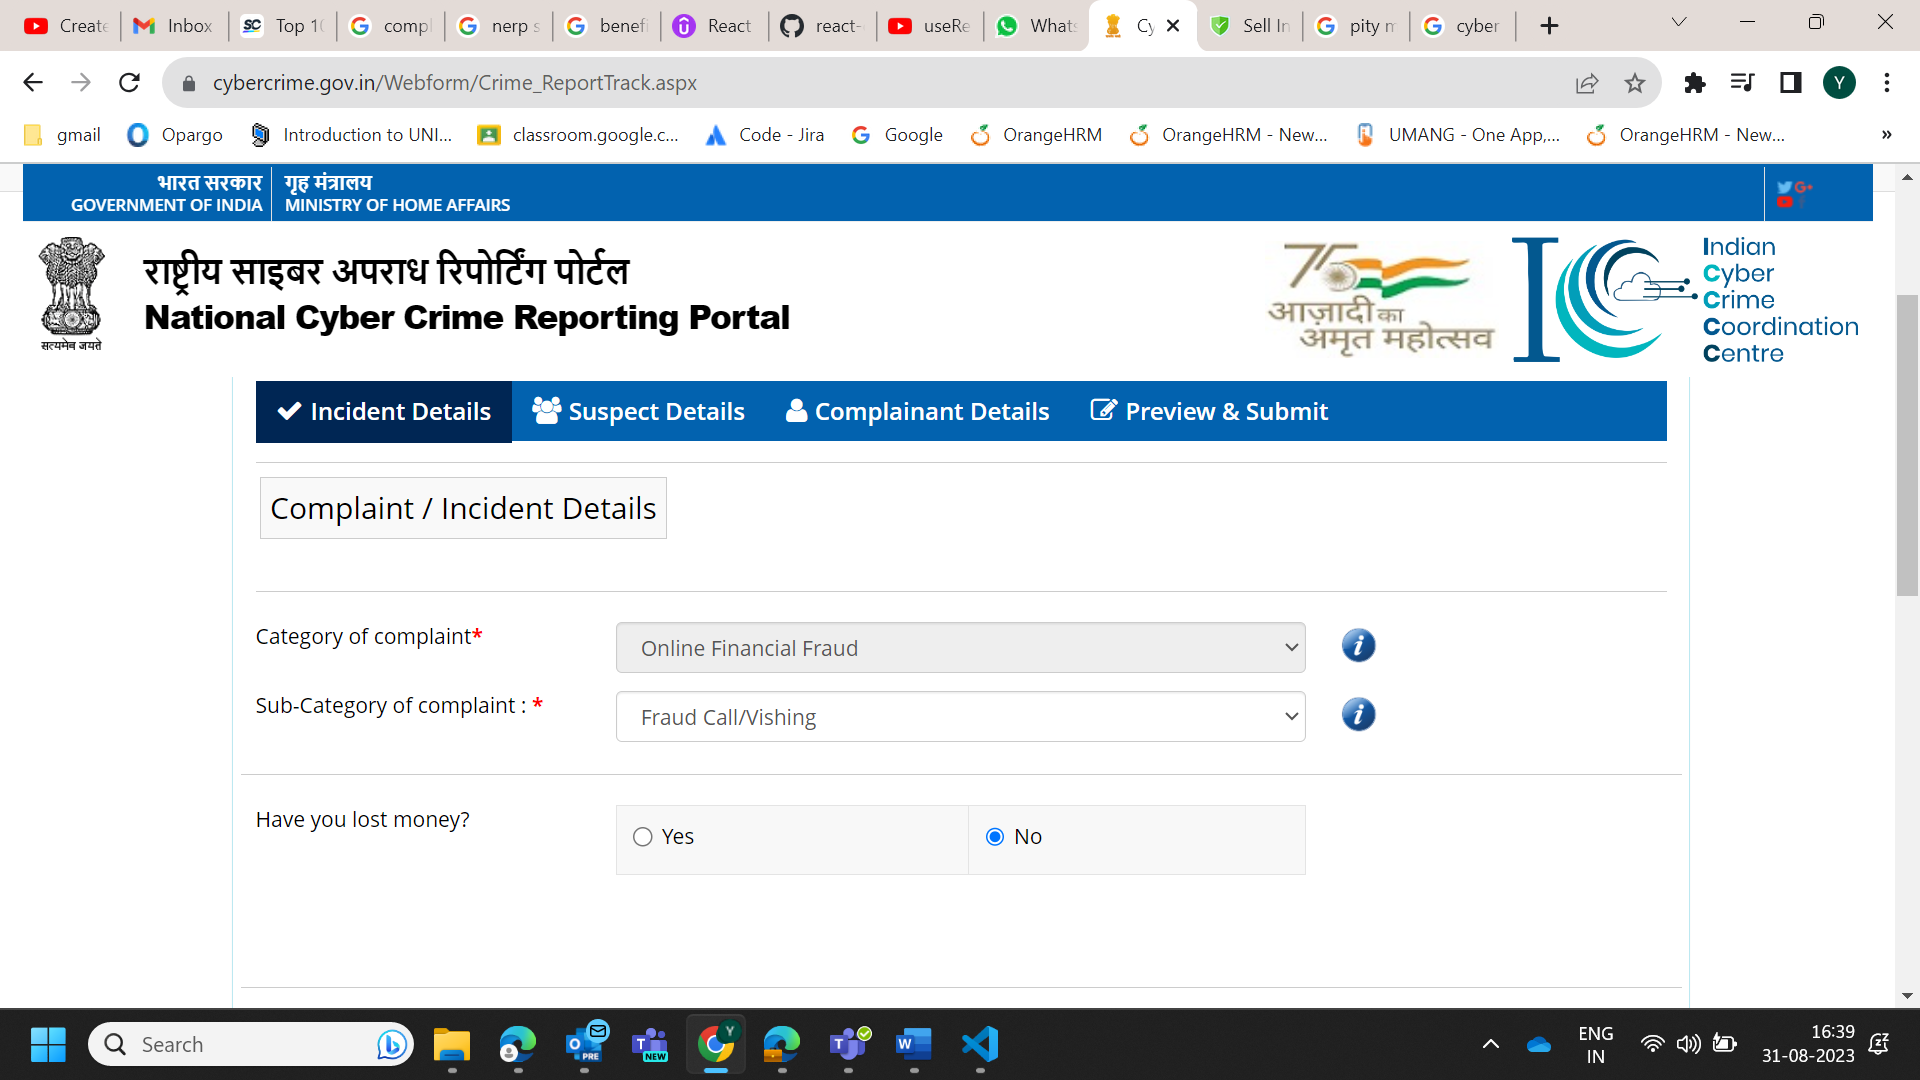 Create
Inbox
Top 10
compl
nerp s
benefi
React
react-
useRe
Whats
Cy
Sell In
pity m
cyber
cybercrime.gov.in/Webform/Crime_ReportTrack.aspx
Y
gmail
Opargo
Introduction to UNI...
classroom.google.c...
Code - Jira
Google
OrangeHRM
OrangeHRM - New...
UMANG - One App,...
OrangeHRM - New...
»
भारत सरकार
गृह मंत्रालय
GOVERNMENT OF INDIA
MINISTRY OF HOME AFFAIRS
सत्यमेव जयते
राष्ट्रीय साइबर अपराध रिपोर्टिंग पोर्टल
National Cyber Crime Reporting Portal
75
आज़ादी का
अमृत महोत्सव
Indian
Cyber
Crime
Coordination
Centre
Incident Details
Suspect Details
Complainant Details
Preview & Submit
Complaint / Incident Details
Category of complaint*
Online Financial Fraud
Sub-Category of complaint : *
Fraud Call/Vishing
Have you lost money?
Yes
No
Search
PRE
NEW
ENG
IN
16:39
31-08-2023